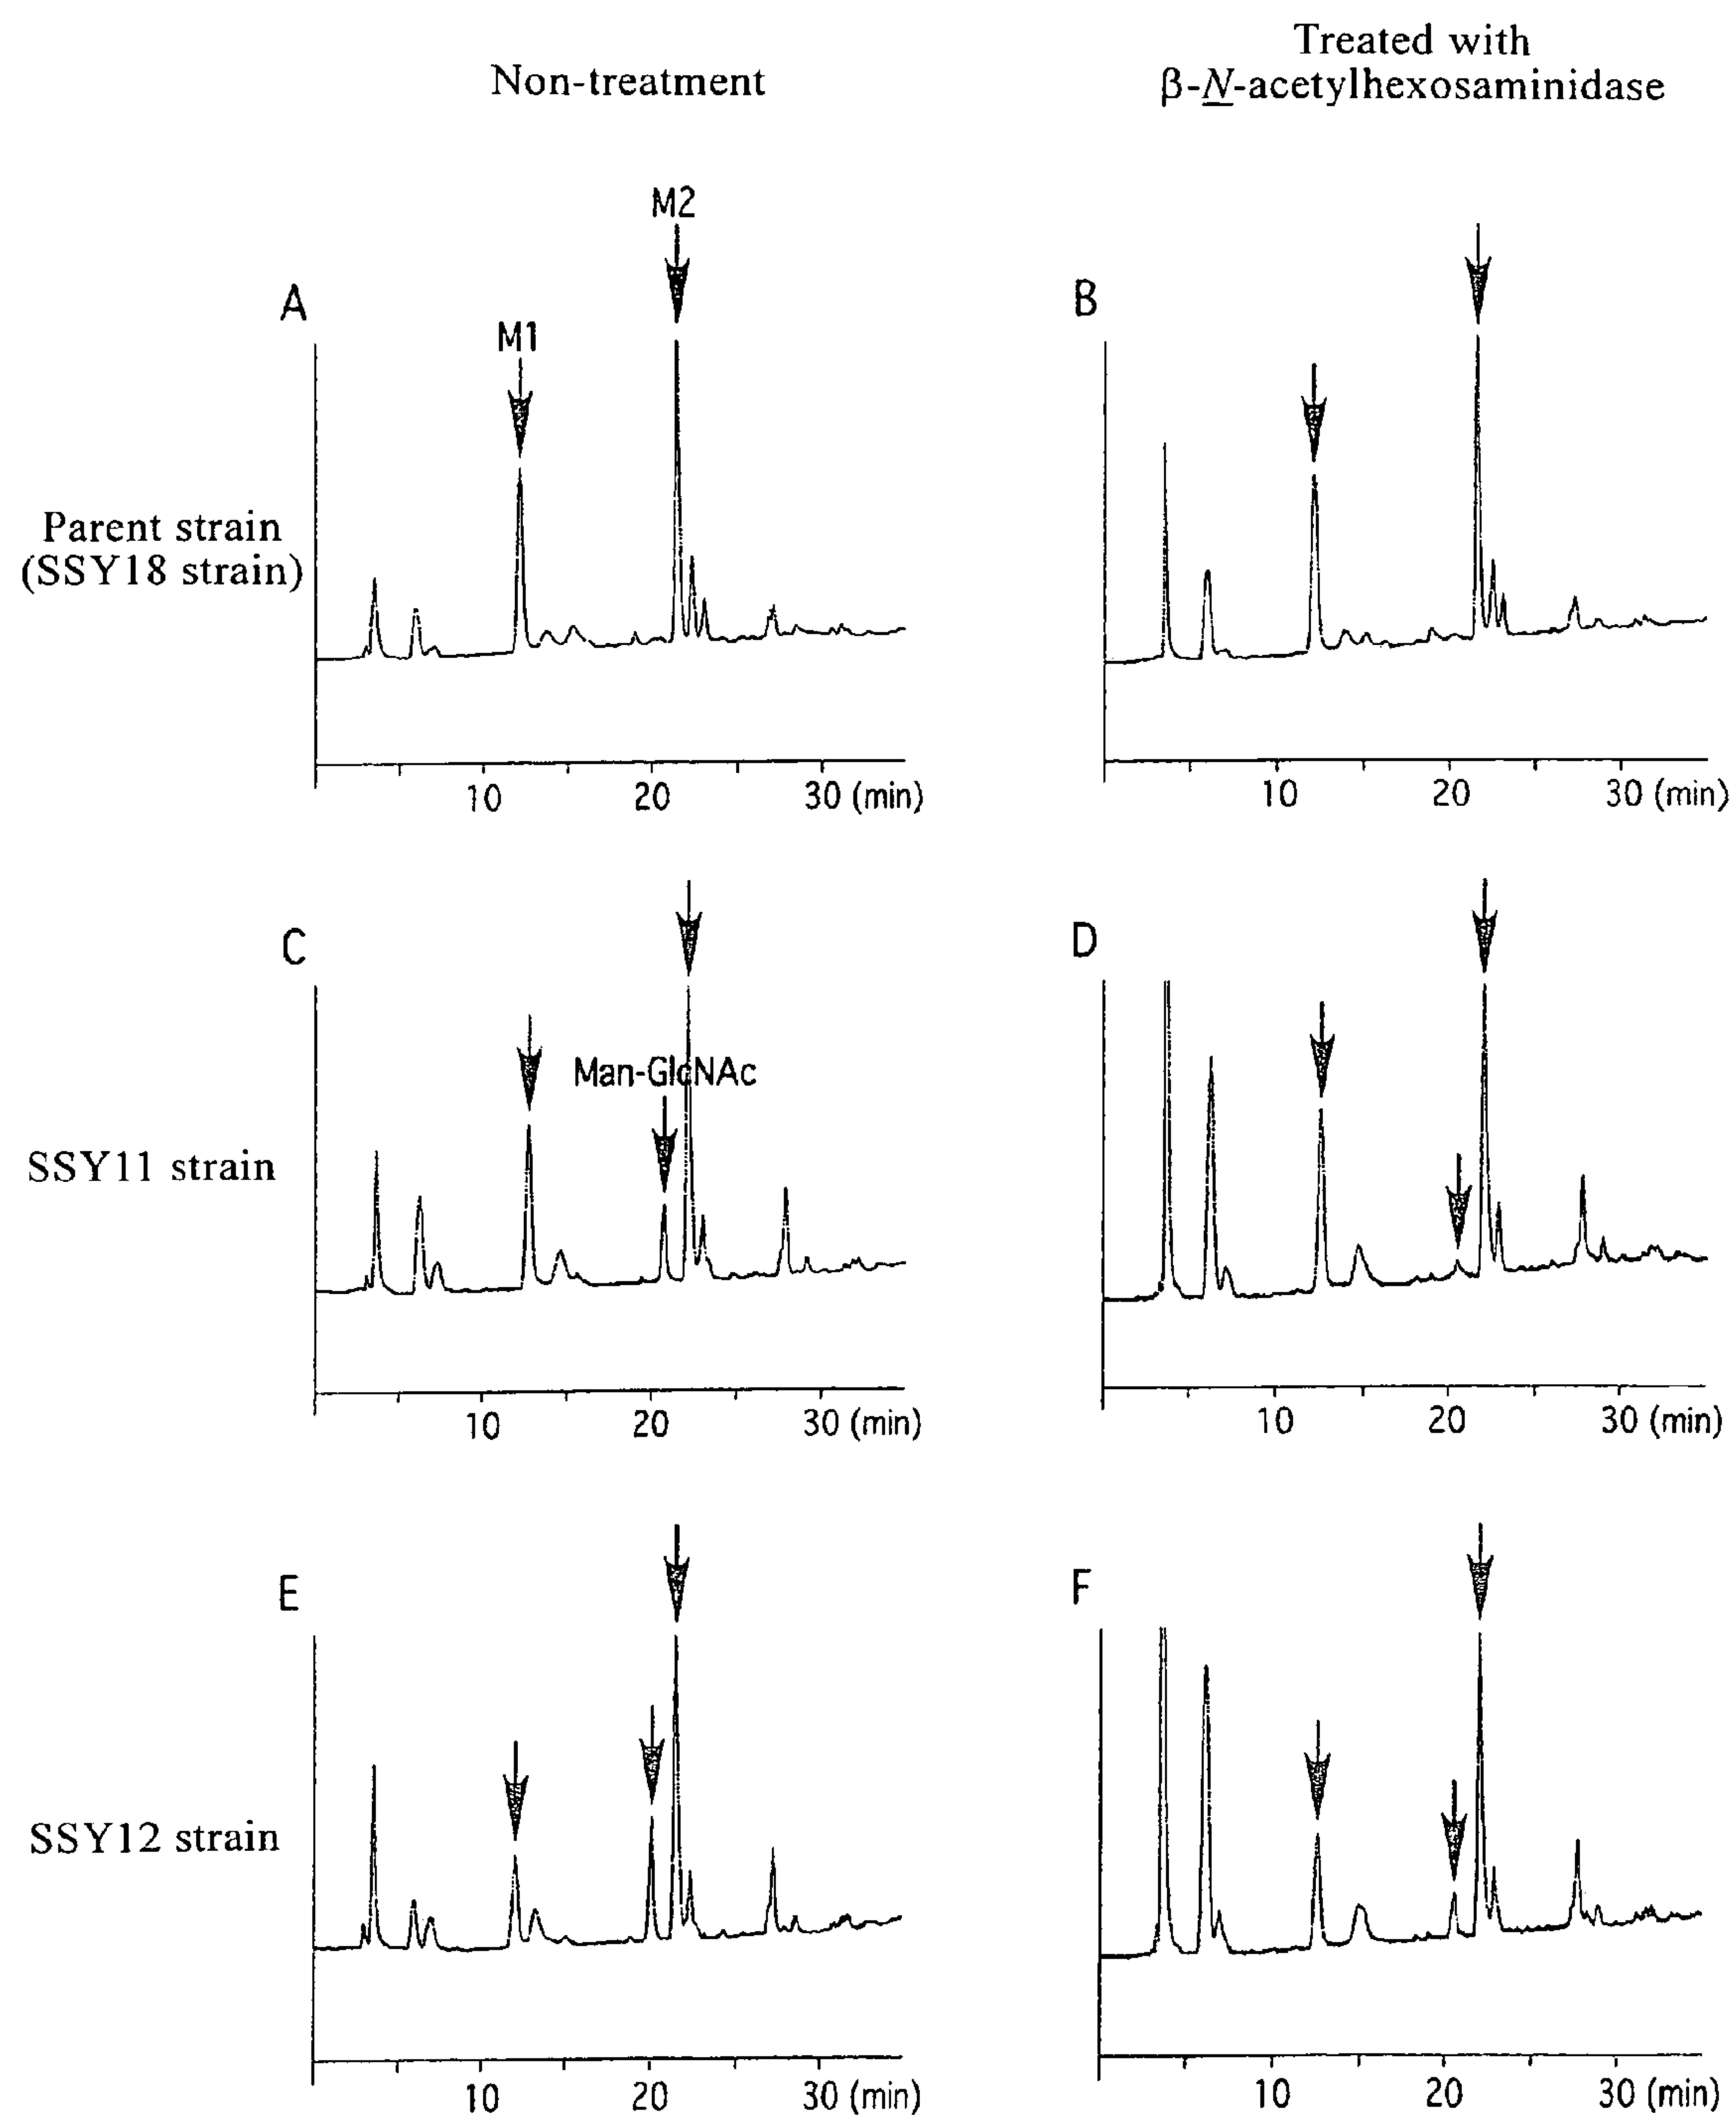 Non-treatment
Treated with
β-N-acetylhexosaminidase
M2
A
M1
B
Parent strain
(SSY18 strain)
10 20 30 (min)
10 20 30 (min)
C
D
Man-GlcNAc
SSY11 strain
10 20 30 (min)
10 20 30 (min)
E
F
SSY12 strain
10 20 30 (min)
10 20 30 (min)